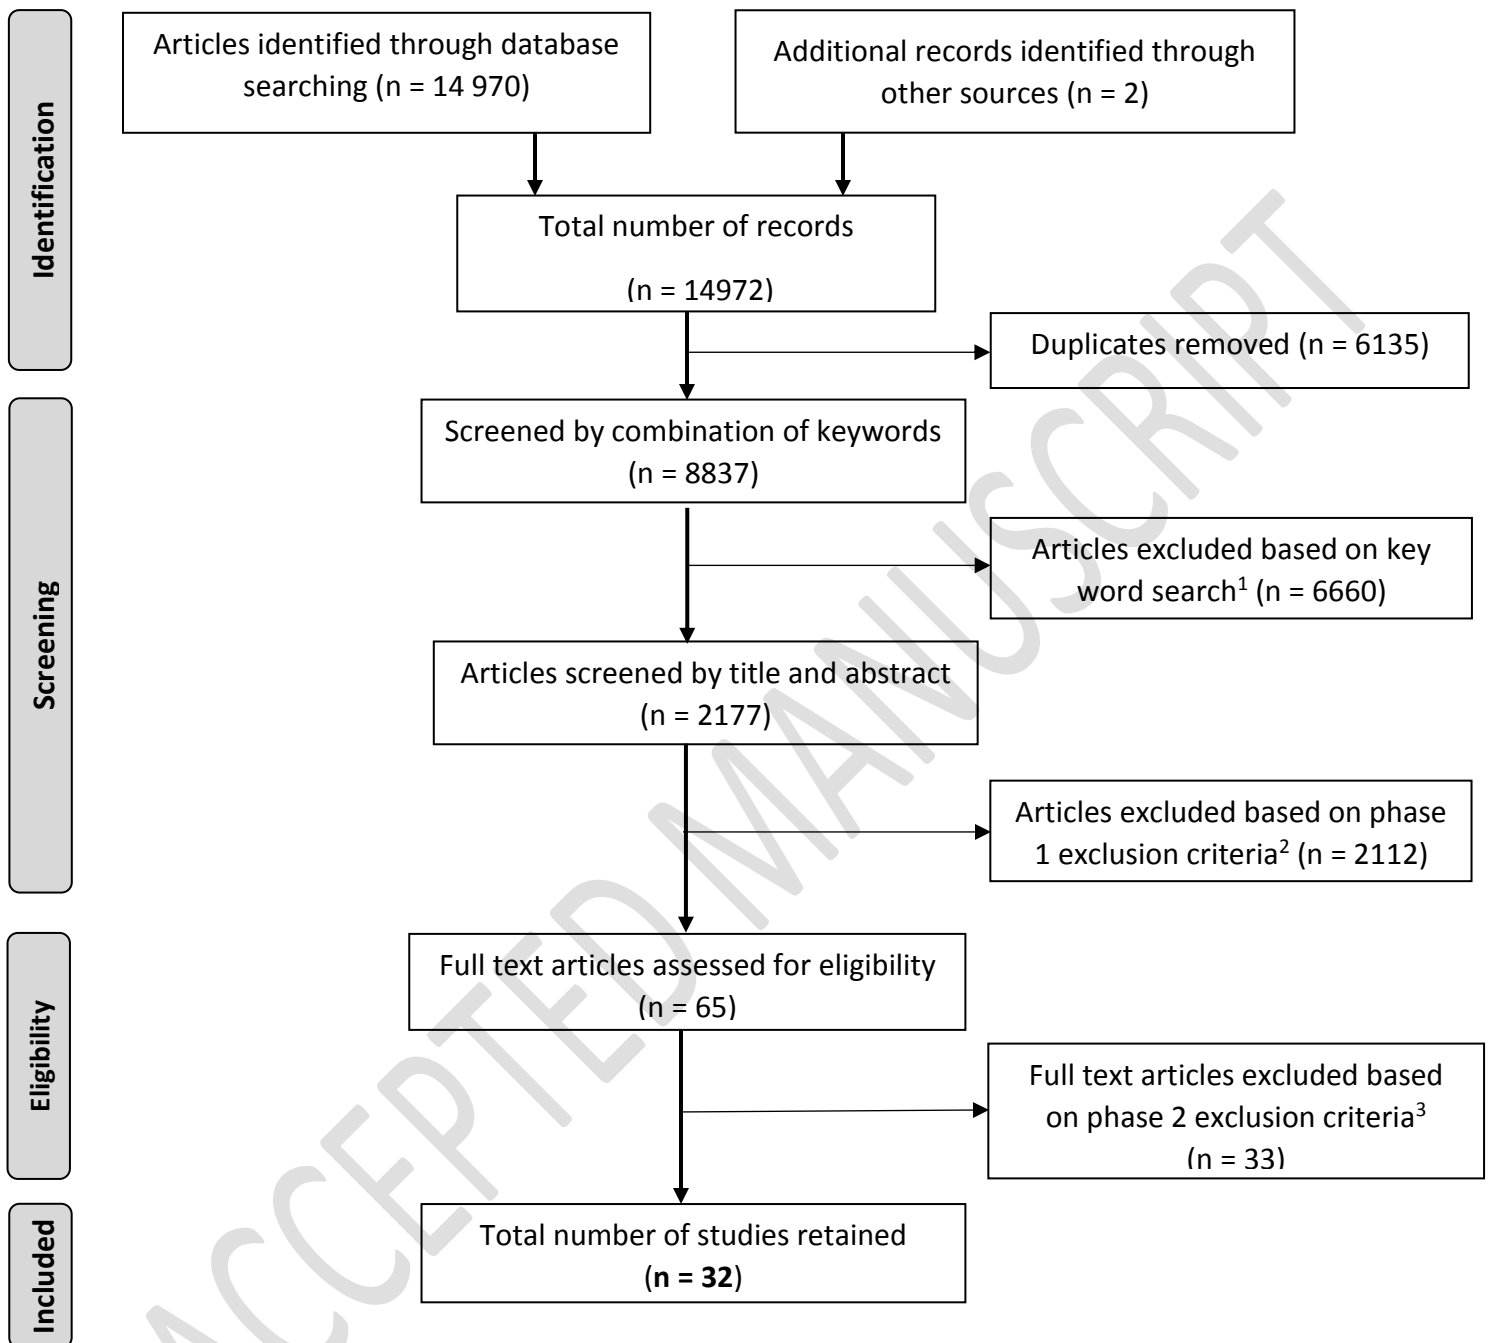 Identification
Articles identified through database
searching (n = 14 970)
Additional records identified through
other sources (n = 2)
Total number of records
(n = 14972)
Duplicates removed (n = 6135)
Screening
Screened by combination of keywords
(n = 8837)
Articles excluded based on key
word search1 (n = 6660)
Articles screened by title and abstract
(n = 2177)
Articles excluded based on phase
1 exclusion criteria2 (n = 2112)
Eligibility
Full text articles assessed for eligibility
(n = 65)
Full text articles excluded based
on phase 2 exclusion criteria3
(n = 33)
Included
Total number of studies retained
(n = 32)
ACCEPTED MANUSCRIPT